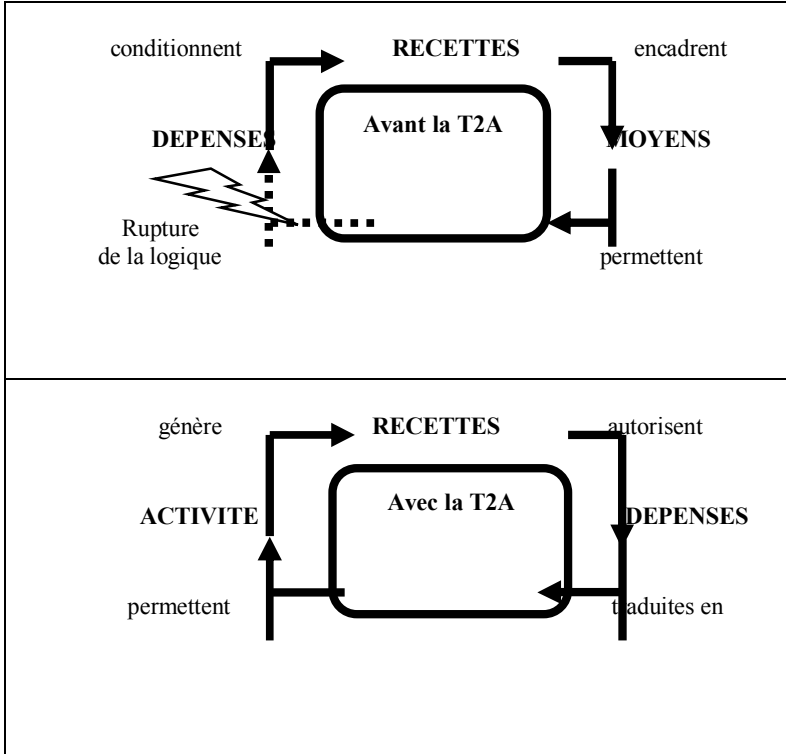 conditionnent RECETTES encadrent
Avant la T2A
DEPENSES MOYENS
Rupture
de la logique
permettent
génère RECETTES autorisent
Avec la T2A
ACTIVITE DEPENSES
permettent traduites en